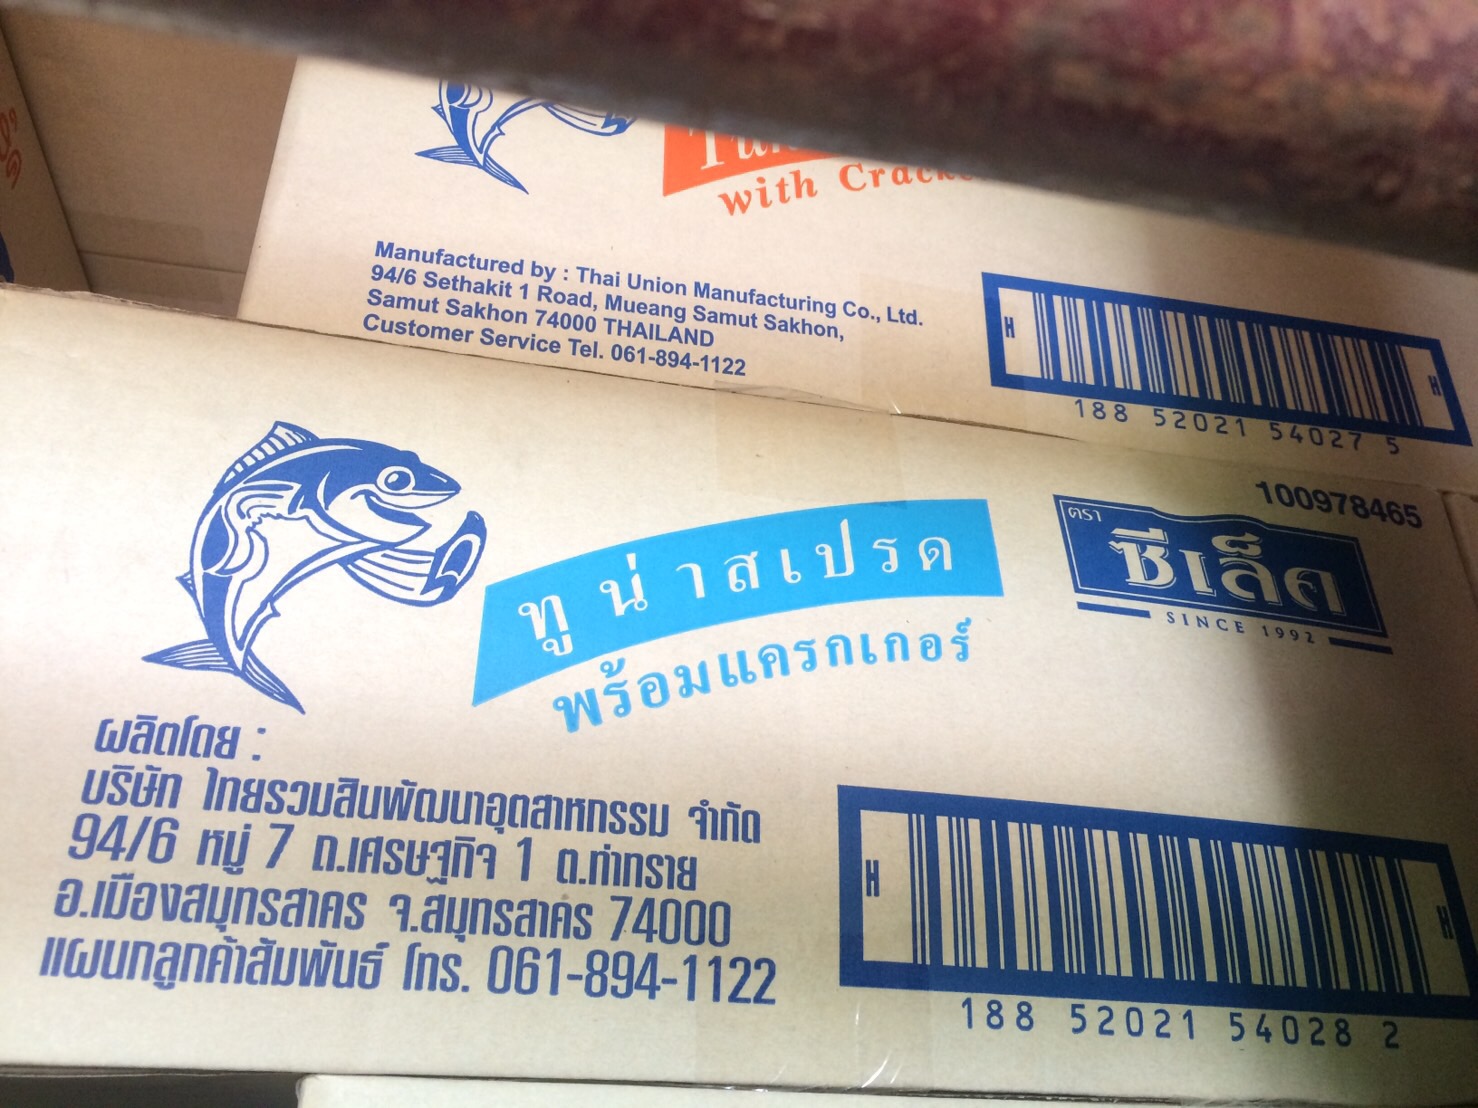 with
Manufactured by : Thai Union Manufacturing Co., Ltd.
94/6 Sethakit 1 Road, Mueang Samut Sakhon,
Samut Sakhon 74000 THAILAND
Customer Service Tel. 061-894-1122
H H
188 52021 54027 5
100978465
ตรา
ซีเล็ค
SINCE 1992
ทูน่าสเปรด
พร้อมแครกเกอร์
ผลิตโดย :
บริษัท ไทยรวมสินพัฒนาอุตสาหกรรม จำกัด
94/6 หมู่ 7 ถ.เศรษฐกิจ 1 ต.ท่าทราย
อ.เมืองสมุทรสาคร จ.สมุทรสาคร 74000
แผนกลูกค้าสัมพันธ์ โทร. 061-894-1122
H H
188 52021 54028 2